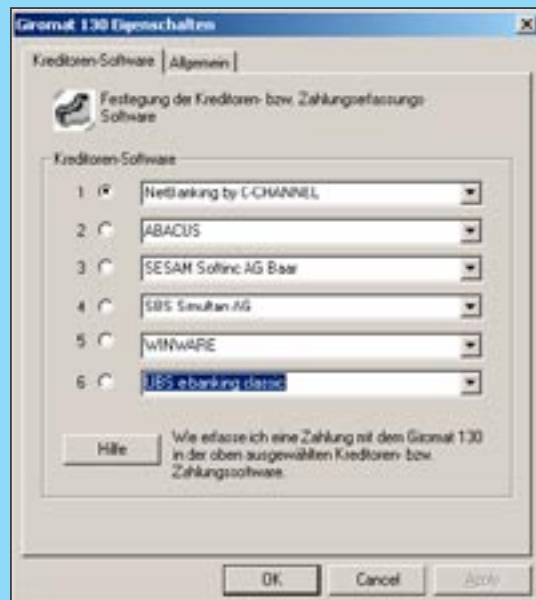 Giromat 130 Eigenschaften
Kreditoren-Software
Allgemein
Festlegung der Kreditoren- bzw. Zahlungserfassungs-
Software
Kreditoren-Software
1 NetBanking by C-CHANNEL
2 ABACUS
3 SESAM Softinc AG Baar
4 SBS Simultan AG
5 WINWARE
6 UBS e-banking classic
Hilfe
Wie erfasse ich eine Zahlung mit dem Giromat 130
in der oben ausgewählten Kreditoren- bzw.
Zahlungssoftware.
OK
Cancel
Apply